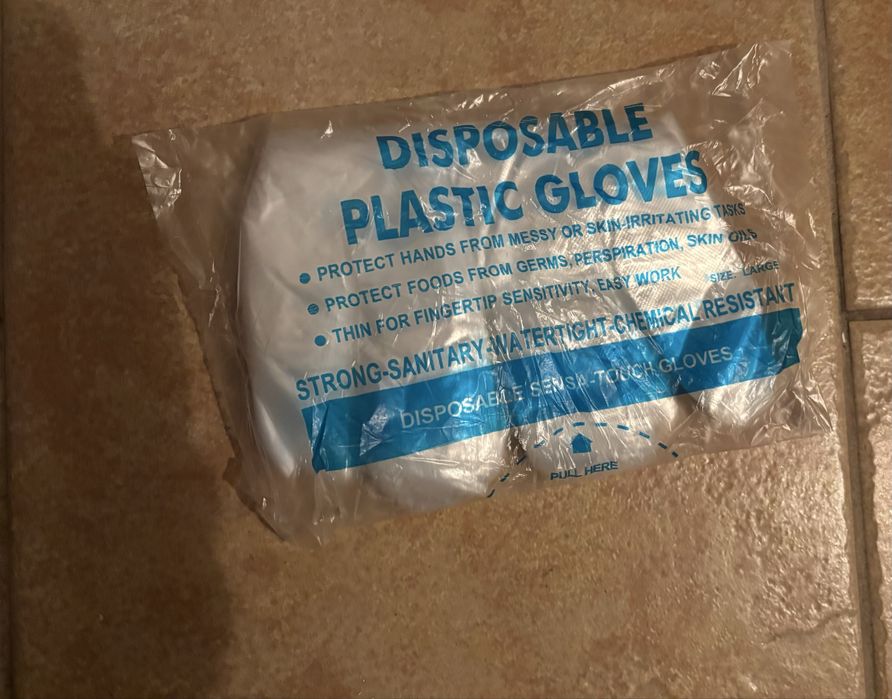 DISPOSABLE
PLASTIC GLOVES
• PROTECT HANDS FROM MESSY OR SKIN-IRRITATING TASKS
• PROTECT FOODS FROM GERMS, PERSPIRATION, SKIN OILS
• THIN FOR FINGERTIP SENSITIVITY, EASY WORK
SIZE: LARGE
STRONG-SANITARY-WATERTIGHT-CHEMICAL RESISTANT
DISPOSABLE SENSA-TOUCH GLOVES
PULL HERE